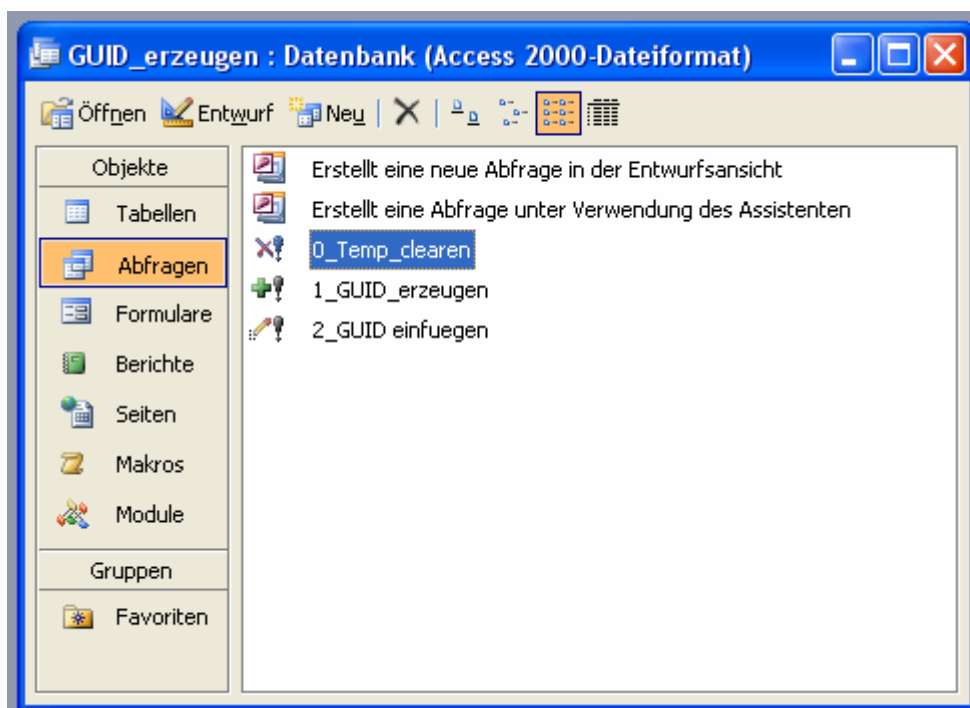 GUID_erzeugen : Datenbank (Access 2000-Dateiformat)
Öffnen Entwurf Neu
Objekte
Tabellen
Abfragen
Formulare
Berichte
Seiten
Makros
Module
Gruppen
Favoriten
Erstellt eine neue Abfrage in der Entwurfsansicht
Erstellt eine Abfrage unter Verwendung des Assistenten
0_Temp_clearen
1_GUID_erzeugen
2_GUID einfuegen